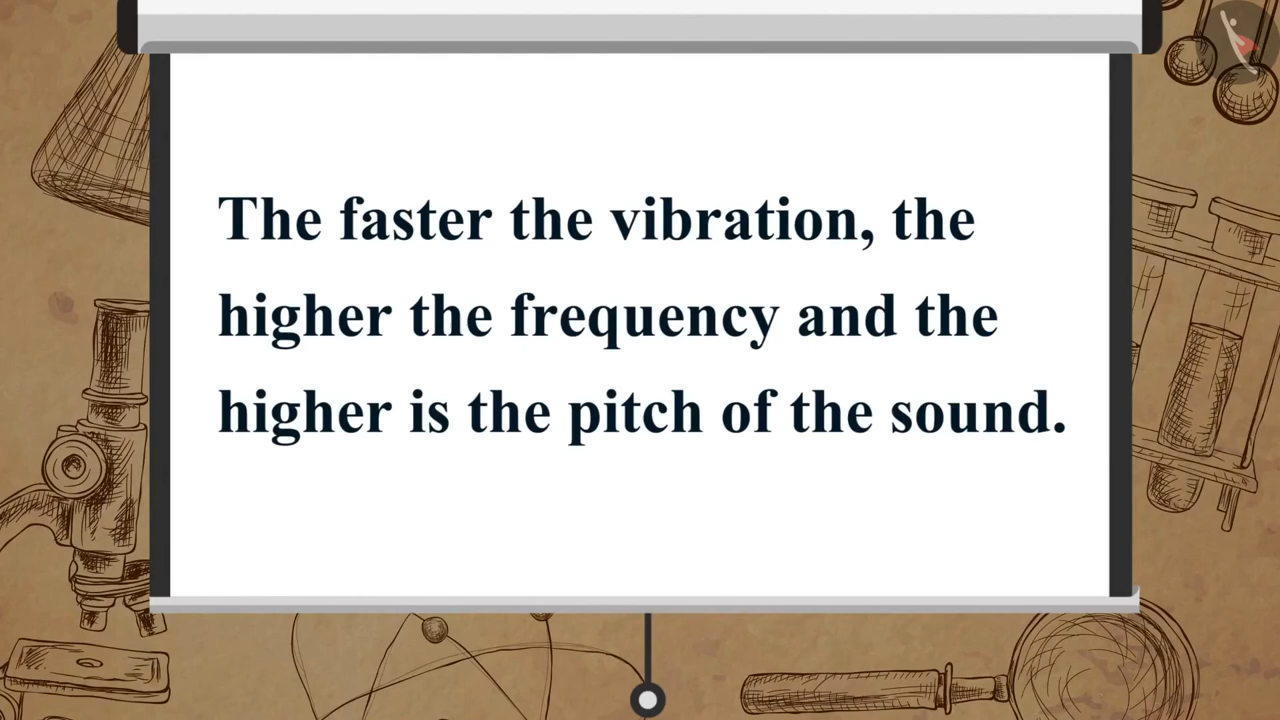 The faster the vibration, the
higher the frequency and the
higher is the pitch of the sound.